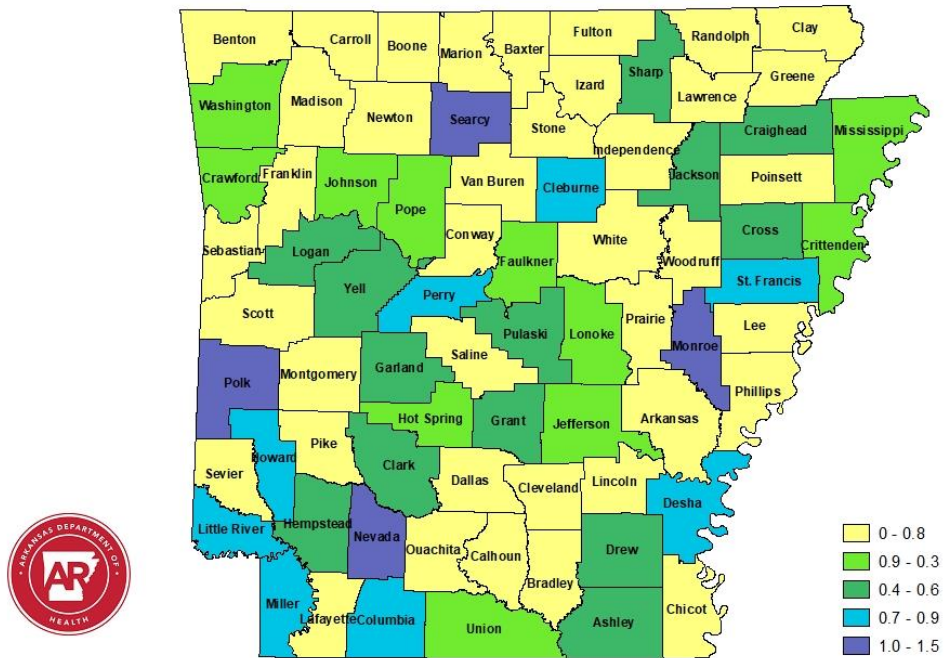 Benton
Carroll
Boone
Marion
Baxter
Fulton
Randolph
Clay
Sharp
Izard
Greene
Lawrence
Washington
Madison
Newton
Searcy
Stone
Independence
Craighead
Mississippi
Jackson
Poinsett
Crawford
Franklin
Johnson
Pope
Van Buren
Cleburne
Conway
White
Cross
Crittenden
Sebastian
Logan
Faulkner
Woodruff
St. Francis
Yell
Perry
Scott
Pulaski
Lonoke
Prairie
Lee
Monroe
Saline
Garland
Polk
Montgomery
Phillips
Hot Spring
Grant
Jefferson
Arkansas
Pike
Howard
Clark
Sevier
Dallas
Cleveland
Lincoln
Desha
Little River
Hempstead
Nevada
Ouachita
Calhoun
Drew
Bradley
Chicot
Miller
Lafayette
Columbia
Union
Ashley
ARKANSAS DEPARTMENT OF
AR
HEALTH
0 - 0.8
0.9 - 0.3
0.4 - 0.6
0.7 - 0.9
1.0 - 1.5